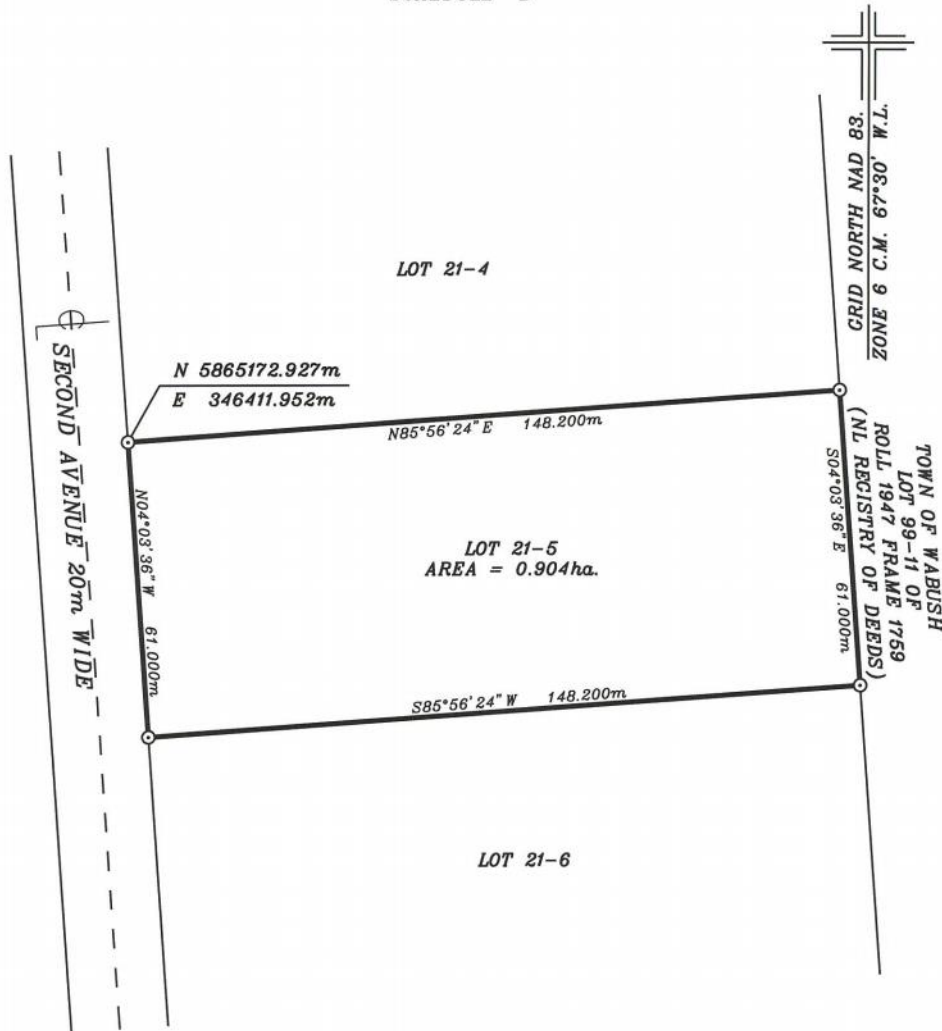 GRID NORTH NAD 83.
ZONE 6 C.M. 67°30' W.L.
LOT 21-4
N 5865172.927m
E 346411.952m
N85°56'24"E 148.200m
SECOND AVENUE 20m WIDE
N04°03'36"W 61.000m
LOT 21-5
AREA = 0.904ha.
S04°03'36"E 61.000m
TOWN OF WABUSH
LOT 99-11 OF
ROLL 1947 FRAME 1759
(NL REGISTRY OF DEEDS)
S85°56'24"W 148.200m
LOT 21-6